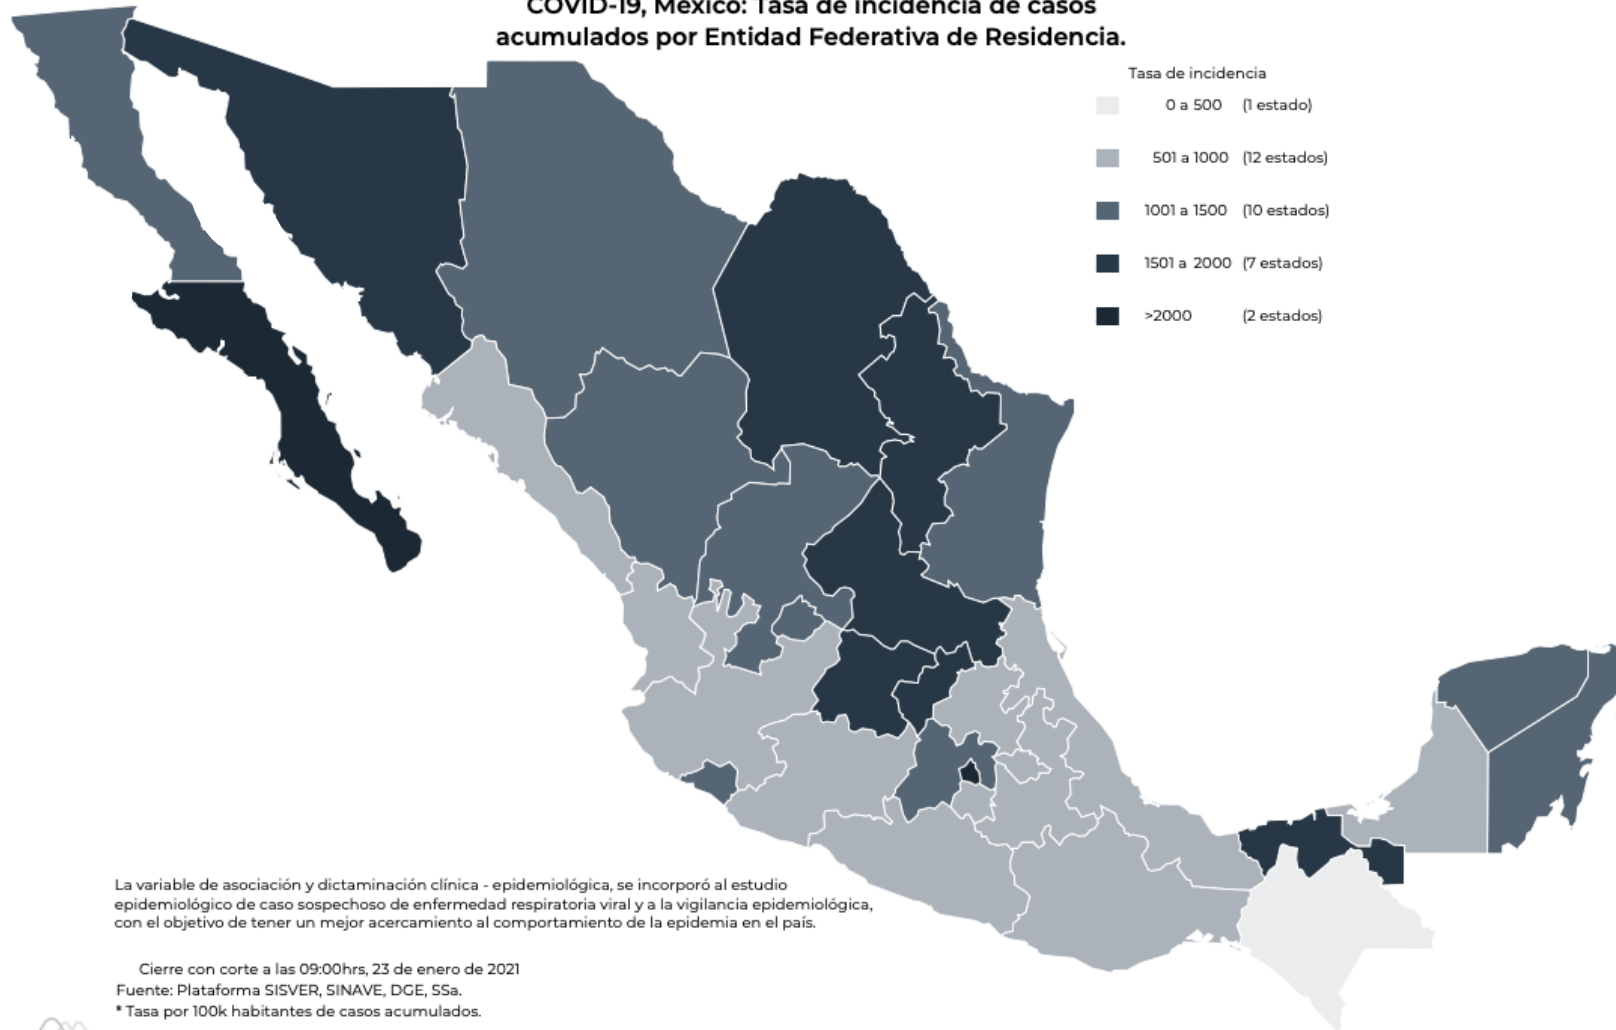 COVID-19, México: Tasa de incidencia de casos
acumulados por Entidad Federativa de Residencia.
Tasa de incidencia
0 a 500 (1 estado)
501 a 1000 (12 estados)
1001 a 1500 (10 estados)
1501 a 2000 (7 estados)
>2000 (2 estados)
La variable de asociación y dictaminación clínica - epidemiológica, se incorporó al estudio
epidemiológico de caso sospechoso de enfermedad respiratoria viral y a la vigilancia epidemiológica,
con el objetivo de tener un mejor acercamiento al comportamiento de la epidemia en el país.
Cierre con corte a las 09:00hrs, 23 de enero de 2021
Fuente: Plataforma SISVER, SINAVE, DGE, SSa.
* Tasa por 100k habitantes de casos acumulados.